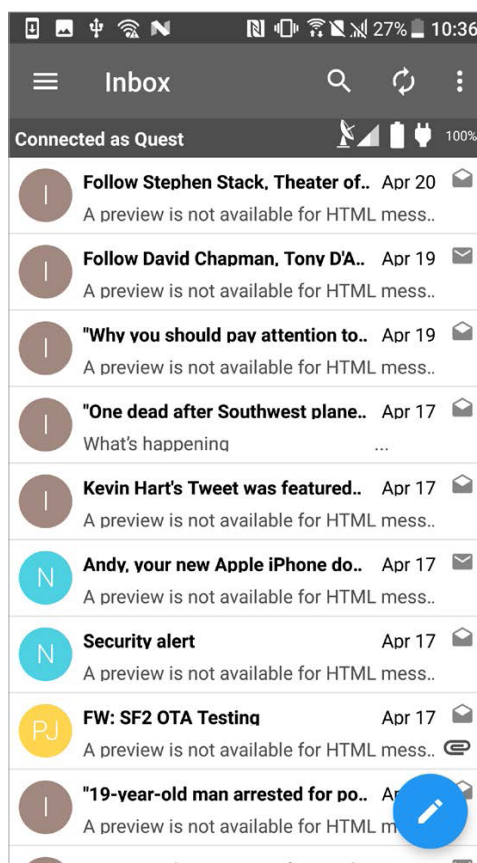 27% 10:36
Inbox
Connected as Quest 100%
I Follow Stephen Stack, Theater of.. Apr 20
A preview is not available for HTML mess..
I Follow David Chapman, Tony D'A.. Apr 19
A preview is not available for HTML mess..
I "Why you should pay attention to.. Apr 19
A preview is not available for HTML mess..
I "One dead after Southwest plane.. Apr 17
What's happening ...
I Kevin Hart's Tweet was featured.. Apr 17
A preview is not available for HTML mess..
N Andy, your new Apple iPhone do.. Apr 17
A preview is not available for HTML mess..
N Security alert Apr 17
A preview is not available for HTML mess..
PJ FW: SF2 OTA Testing Apr 17
A preview is not available for HTML mess..
I "19-year-old man arrested for po..
A preview is not available for HTML